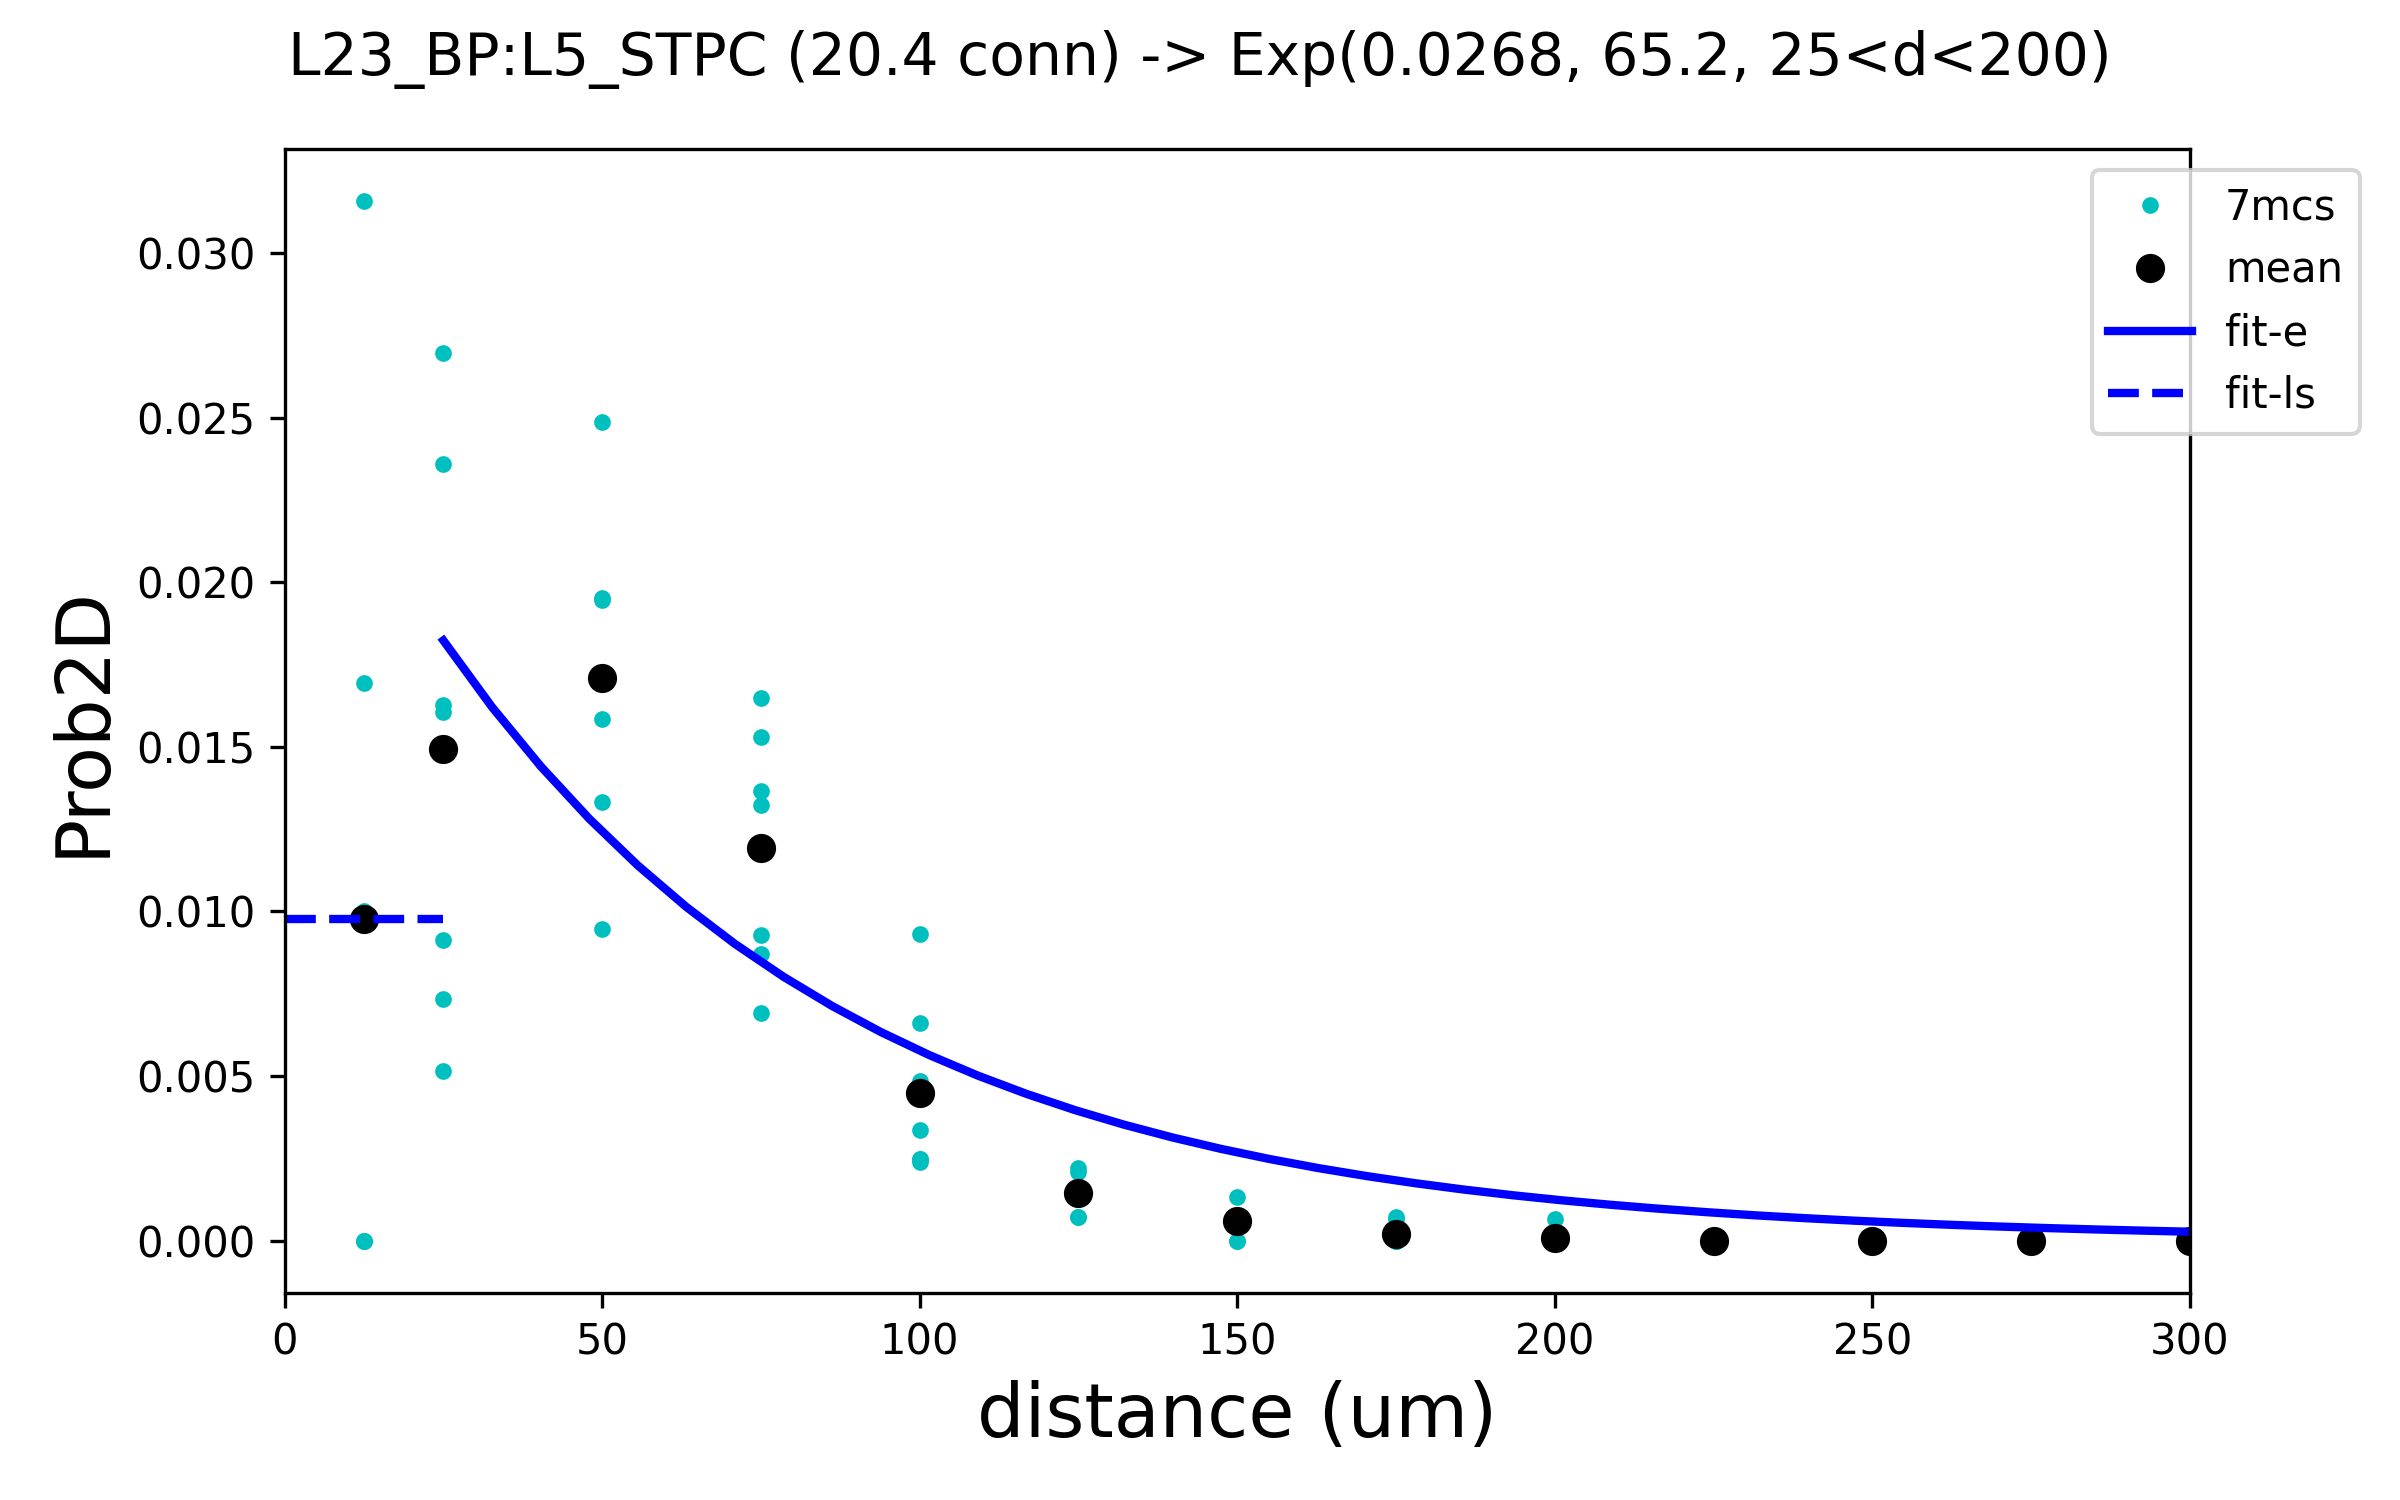 L23_BP:L5_STPC (20.4 conn) -> Exp(0.0268, 65.2, 25<d<200)
7mcs
mean
fit-e
fit-ls
Prob2D
0.030
0.025
0.020
0.015
0.010
0.005
0.000
0 50 100 150 200 250 300
distance (um)